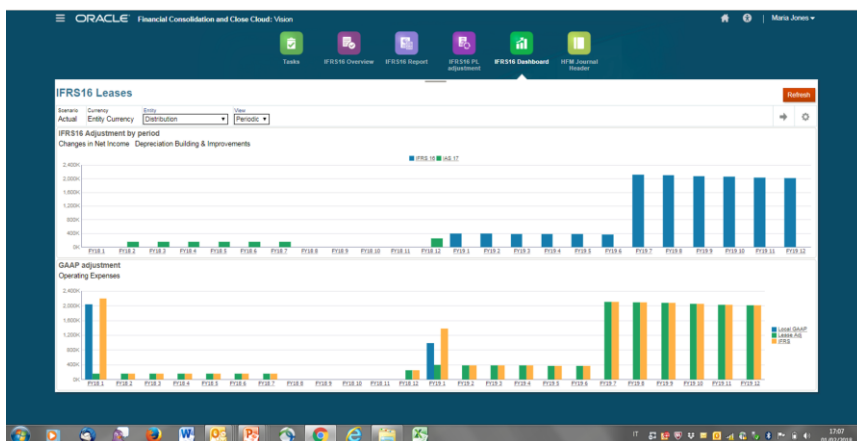 ORACLE Financial Consolidation and Close Cloud: Vision
Maria Jones
Tasks
IFRS16 Overview
IFRS16 Report
IFRS16 PL
adjustment
IFRS16 Dashboard
HFM Journal
Header
IFRS16 Leases
Refresh
Scenario Currency Entity View
Actual Entity Currency Distribution Periodic
IFRS16 Adjustment by period
Changes in Net Income Depreciation Building & Improvements
IFRS 16 IAS 17
2,400K
2,000K
1,600K
1,200K
800K
400K
0K
FY18.1 FY18.2 FY18.3 FY18.4 FY18.5 FY18.6 FY18.7 FY18.8 FY18.9 FY18.10 FY18.11 FY18.12 FY19.1 FY19.2 FY19.3 FY19.4 FY19.5 FY19.6 FY19.7 FY19.8 FY19.9 FY19.10 FY19.11 FY19.12
GAAP adjustment
Operating Expenses
2,400K
2,000K
1,600K
1,200K
800K
400K
0K
FY18.1 FY18.2 FY18.3 FY18.4 FY18.5 FY18.6 FY18.7 FY18.8 FY18.9 FY18.10 FY18.11 FY18.12 FY19.1 FY19.2 FY19.3 FY19.4 FY19.5 FY19.6 FY19.7 FY19.8 FY19.9 FY19.10 FY19.11 FY19.12
Local GAAP
Lease Adj
IFRS
IT
17:07
01/02/2018